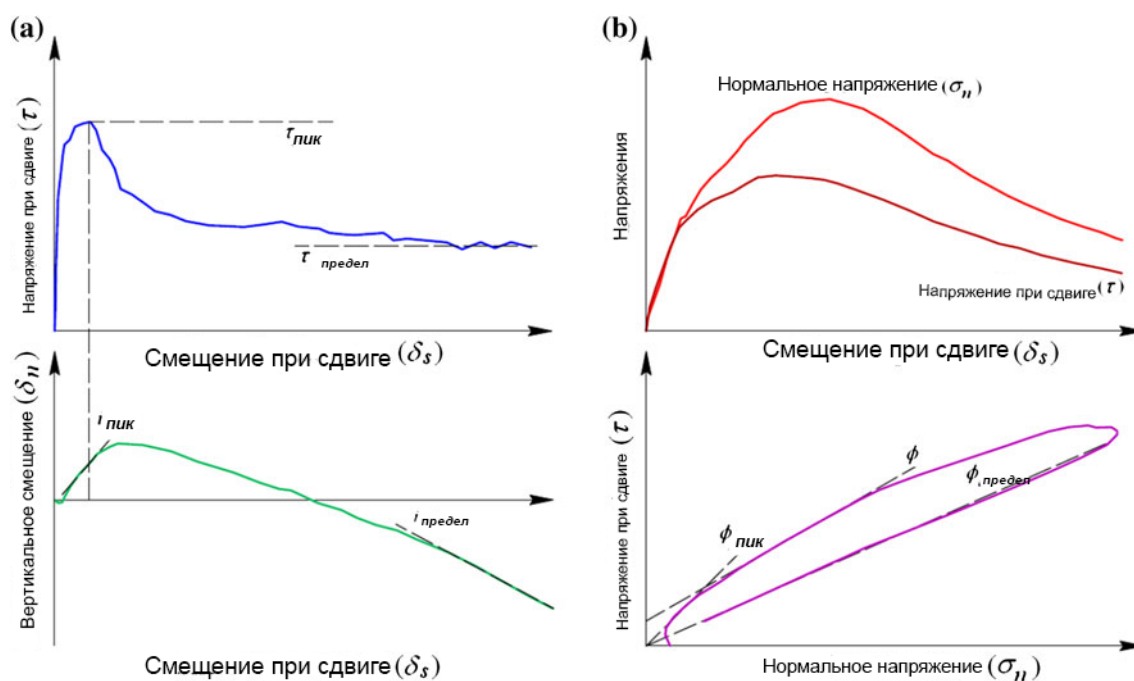 (a)
Напряжение при сдвиге (τ)
τ пик
τ предел
Смещение при сдвиге (δs)
Вертикальное смещение (δn)
i пик
i предел
Смещение при сдвиге (δs)
(b)
Напряжения
Нормальное напряжение (σn)
Напряжение при сдвиге (τ)
Смещение при сдвиге (δs)
Напряжение при сдвиге (τ)
ϕ
ϕ предел
ϕ пик
Нормальное напряжение (σn)